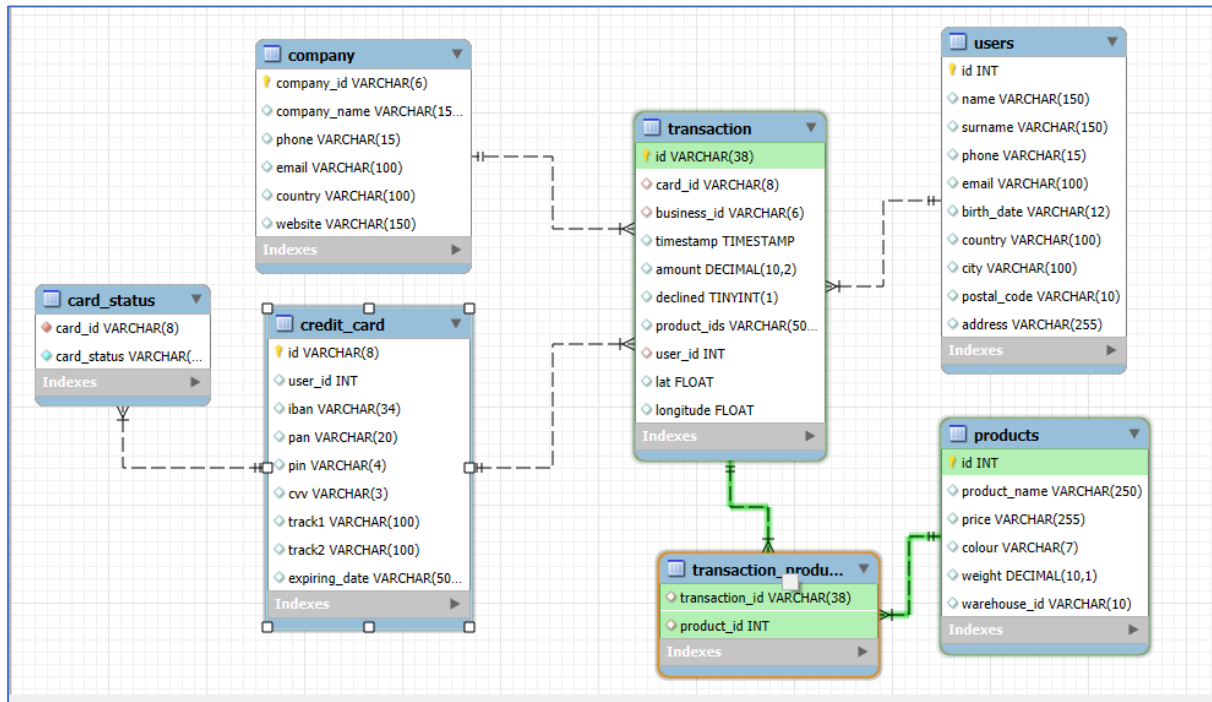 company
company_id VARCHAR(6)
company_name VARCHAR(15...
phone VARCHAR(15)
email VARCHAR(100)
country VARCHAR(100)
website VARCHAR(150)
Indexes
users
id INT
name VARCHAR(150)
surname VARCHAR(150)
phone VARCHAR(15)
email VARCHAR(100)
birth_date VARCHAR(12)
country VARCHAR(100)
city VARCHAR(100)
postal_code VARCHAR(10)
address VARCHAR(255)
Indexes
transaction
id VARCHAR(38)
card_id VARCHAR(8)
business_id VARCHAR(6)
timestamp TIMESTAMP
amount DECIMAL(10,2)
declined TINYINT(1)
product_ids VARCHAR(50...
user_id INT
lat FLOAT
longitude FLOAT
Indexes
card_status
card_id VARCHAR(8)
card_status VARCHAR(...
Indexes
credit_card
id VARCHAR(8)
user_id INT
iban VARCHAR(34)
pan VARCHAR(20)
pin VARCHAR(4)
cvv VARCHAR(3)
track1 VARCHAR(100)
track2 VARCHAR(100)
expiring_date VARCHAR(50...
Indexes
products
id INT
product_name VARCHAR(250)
price VARCHAR(255)
colour VARCHAR(7)
weight DECIMAL(10,1)
warehouse_id VARCHAR(10)
Indexes
transaction_produ...
transaction_id VARCHAR(38)
product_id INT
Indexes